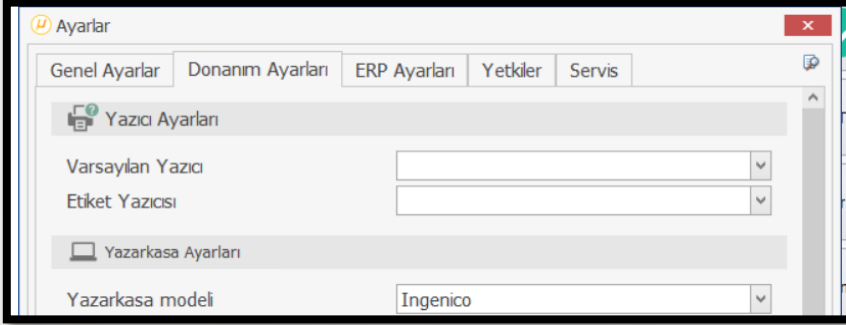 Ayarlar
Genel Ayarlar Donanım Ayarları ERP Ayarları Yetkiler Servis
Yazıcı Ayarları
Varsayılan Yazıcı
Etiket Yazıcısı
Yazarkasa Ayarları
Yazarkasa modeli Ingenico